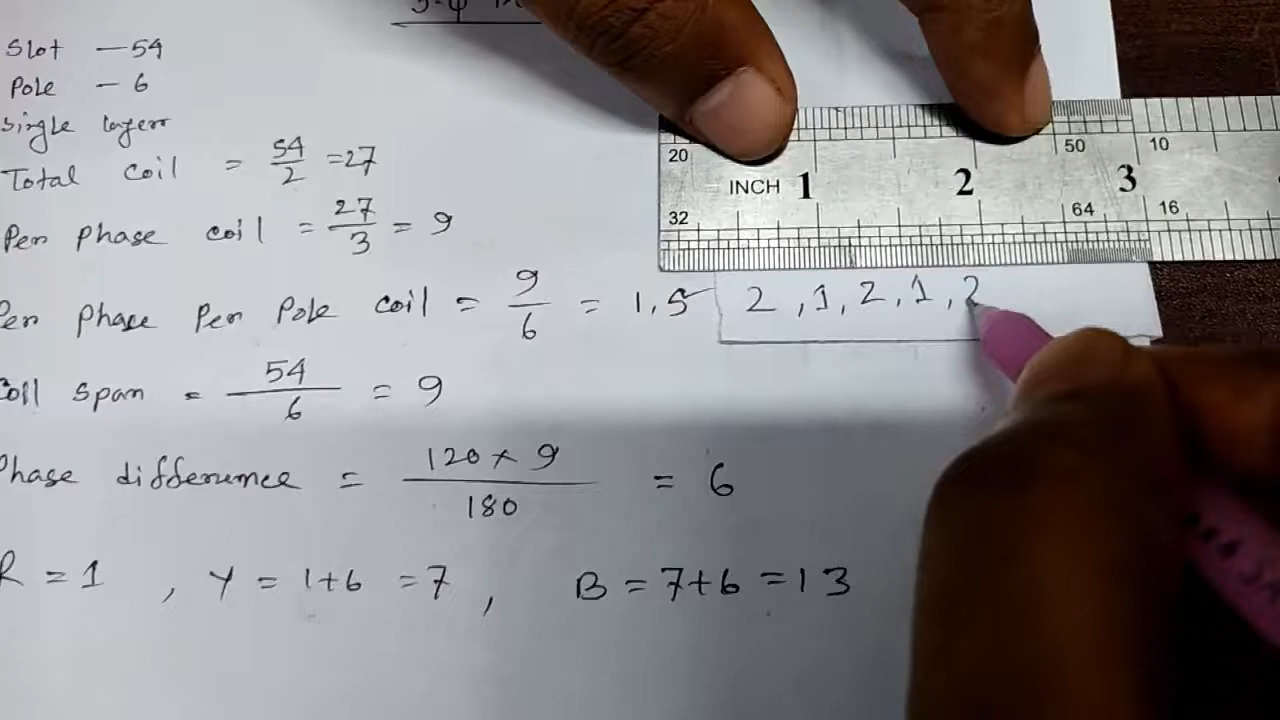 Slot — 54
Pole — 6
Single layerr
Total coil = 54/2 = 27
Per phase coil = 27/3 = 9
Per phase Per Pole coil = 9/6 = 1.5 2, 1, 2, 1, 2
Coil span = 54/6 = 9
Phase differnence = 120 × 9 / 180 = 6
R = 1 , Y = 1+6 = 7 , B = 7+6 = 13
20 50 10
INCH 1 2 3
32 64 16